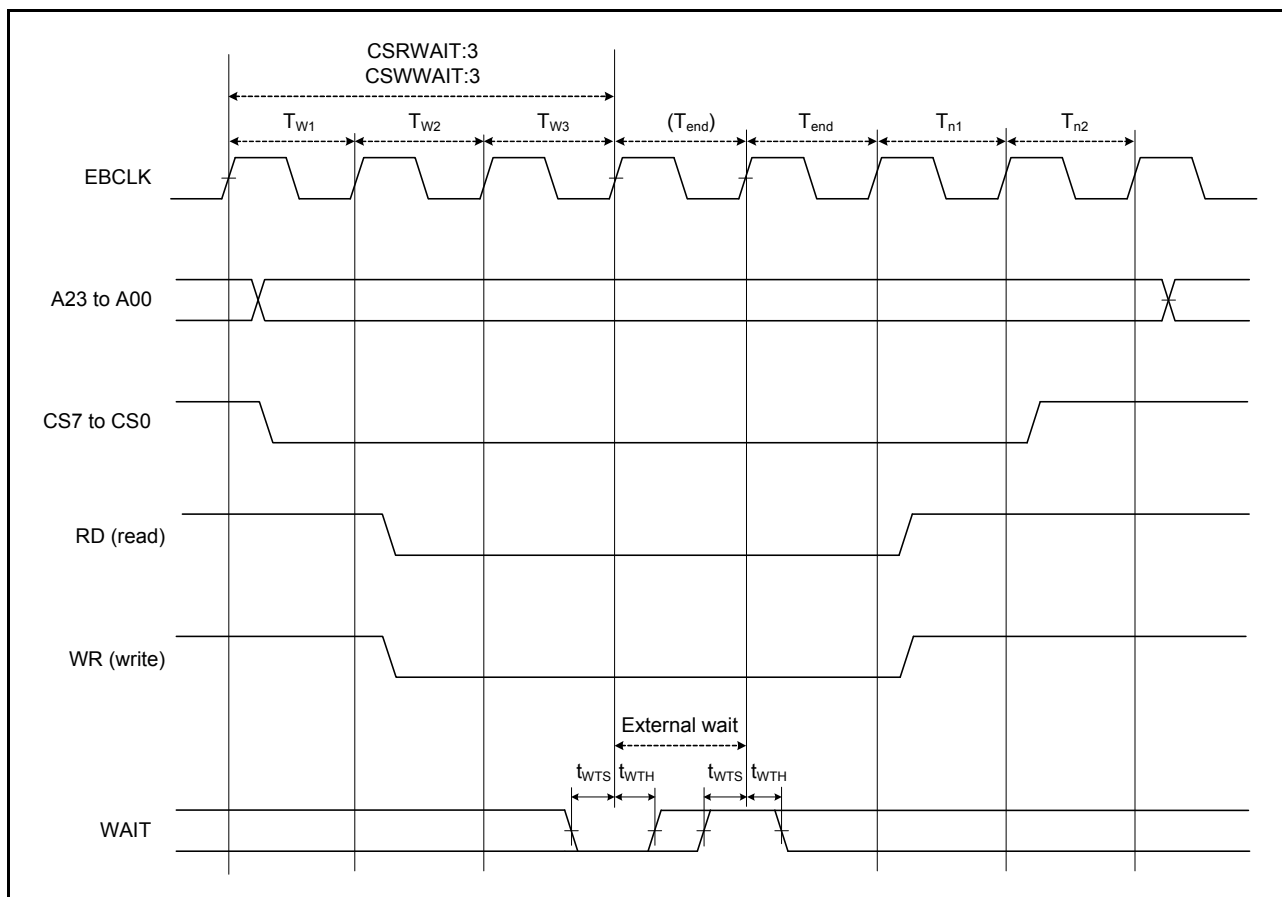 CSRWAIT:3
CSWWAIT:3
TW1 TW2 TW3 (Tend) Tend Tn1 Tn2
EBCLK
A23 to A00
CS7 to CS0
RD (read)
WR (write)
External wait
tWTS tWTH tWTS tWTH
WAIT